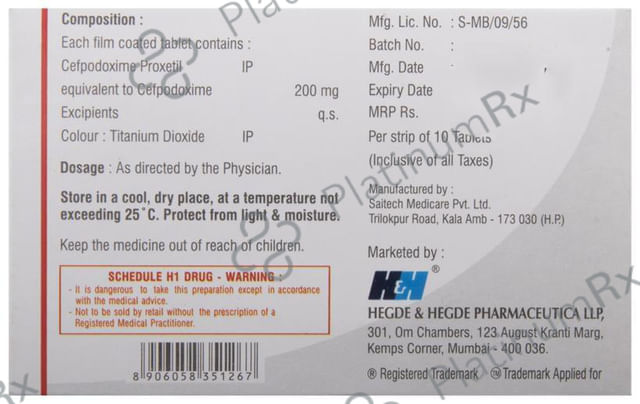 Composition :
Each film coated tablet contains :
Cefpodoxime Proxetil IP
equivalent to Cefpodoxime 200 mg
Excipients q.s.
Colour : Titanium Dioxide IP
Dosage : As directed by the Physician.
Store in a cool, dry place, at a temperature not
exceeding 25˚C. Protect from light & moisture.
Keep the medicine out of reach of children.
SCHEDULE H1 DRUG - WARNING :
- It is dangerous to take this preparation except in accordance
with the medical advice.
- Not to be sold by retail without the prescription of a
Registered Medical Practitioner.
8 906058 351267
Mfg. Lic. No. : S-MB/09/56
Batch No. :
Mfg. Date
Expiry Date
MRP Rs.
Per strip of 10 Tablets
(Inclusive of all Taxes)
Manufactured by :
Saitech Medicare Pvt. Ltd.
Trilokpur Road, Kala Amb - 173 030 (H.P.)
Marketed by :
H&H ®
HEGDE & HEGDE PHARMACEUTICA LLP,
301, Om Chambers, 123 August Kranti Marg,
Kemps Corner, Mumbai - 400 036.
® Registered Trademark ™ Trademark Applied for
PlatinumRx
PlatinumRx
PlatinumRx